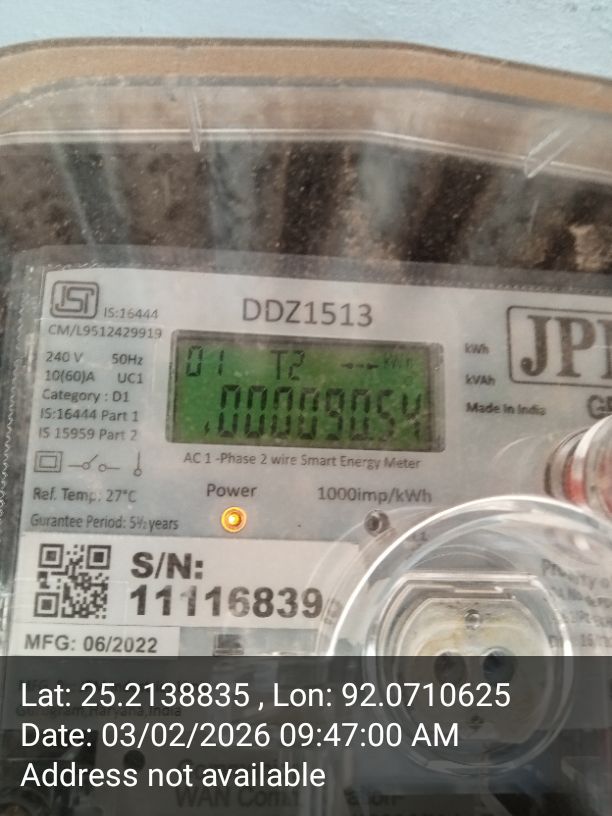 ISI
IS:16444
CM/L9512429919
DDZ1513
240 V 50Hz
10(60)A UC1
Category : D1
IS:16444 Part 1
IS 15959 Part 2
01 T2 kWh
kWh
kVAh
Made In India
JP
AC 1 -Phase 2 wire Smart Energy Meter
Ref. Temp: 27°C
Power
1000imp/kWh
Gurantee Period: 5½ years
S/N:
11116839
MFG: 06/2022
Lat: 25.2138835 , Lon: 92.0710625
Date: 03/02/2026 09:47:00 AM
Address not available